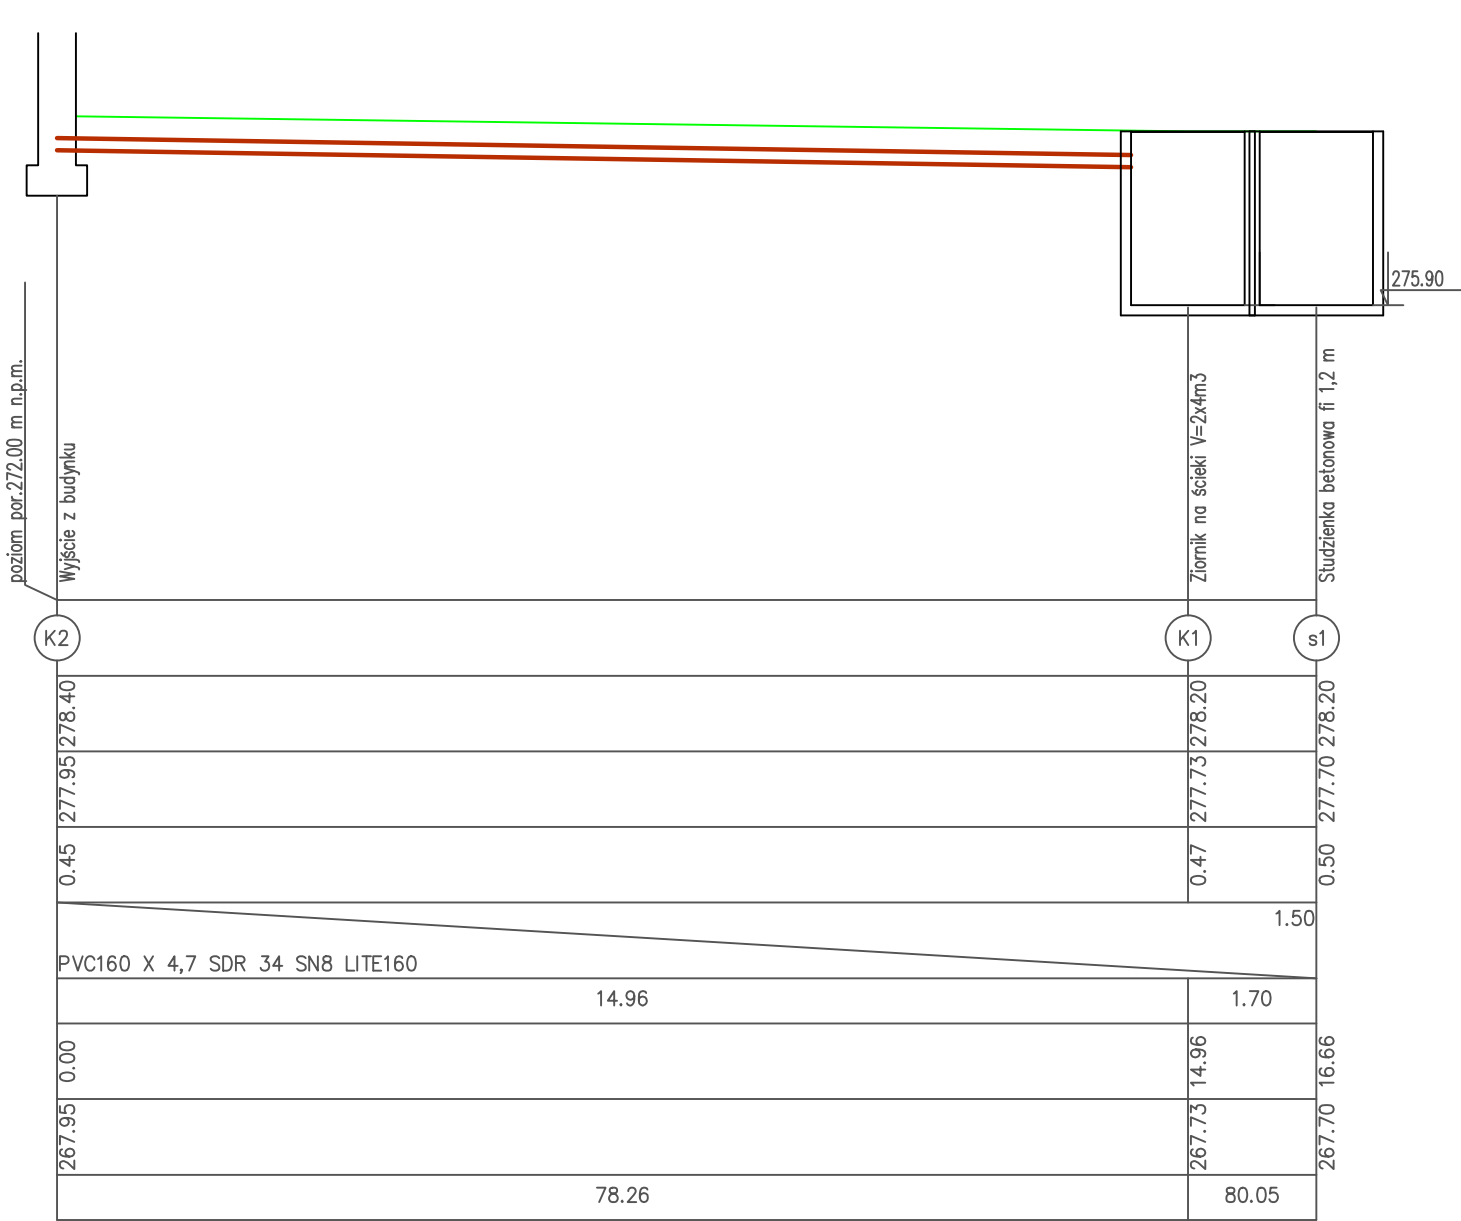 275.90
poziom por.272.00 m n.p.m.
Wyjście z budynku
Ziornik na ścieki V=2x4m3
Studzienka betonowa fi 1,2 m
K2
K1
s1
278.40
278.20
278.20
277.95
277.73
277.70
0.45
0.47
0.50
1.50
PVC160 X 4,7 SDR 34 SN8 LITE160
14.96
1.70
0.00
14.96
16.66
267.95
267.73
267.70
78.26
80.05